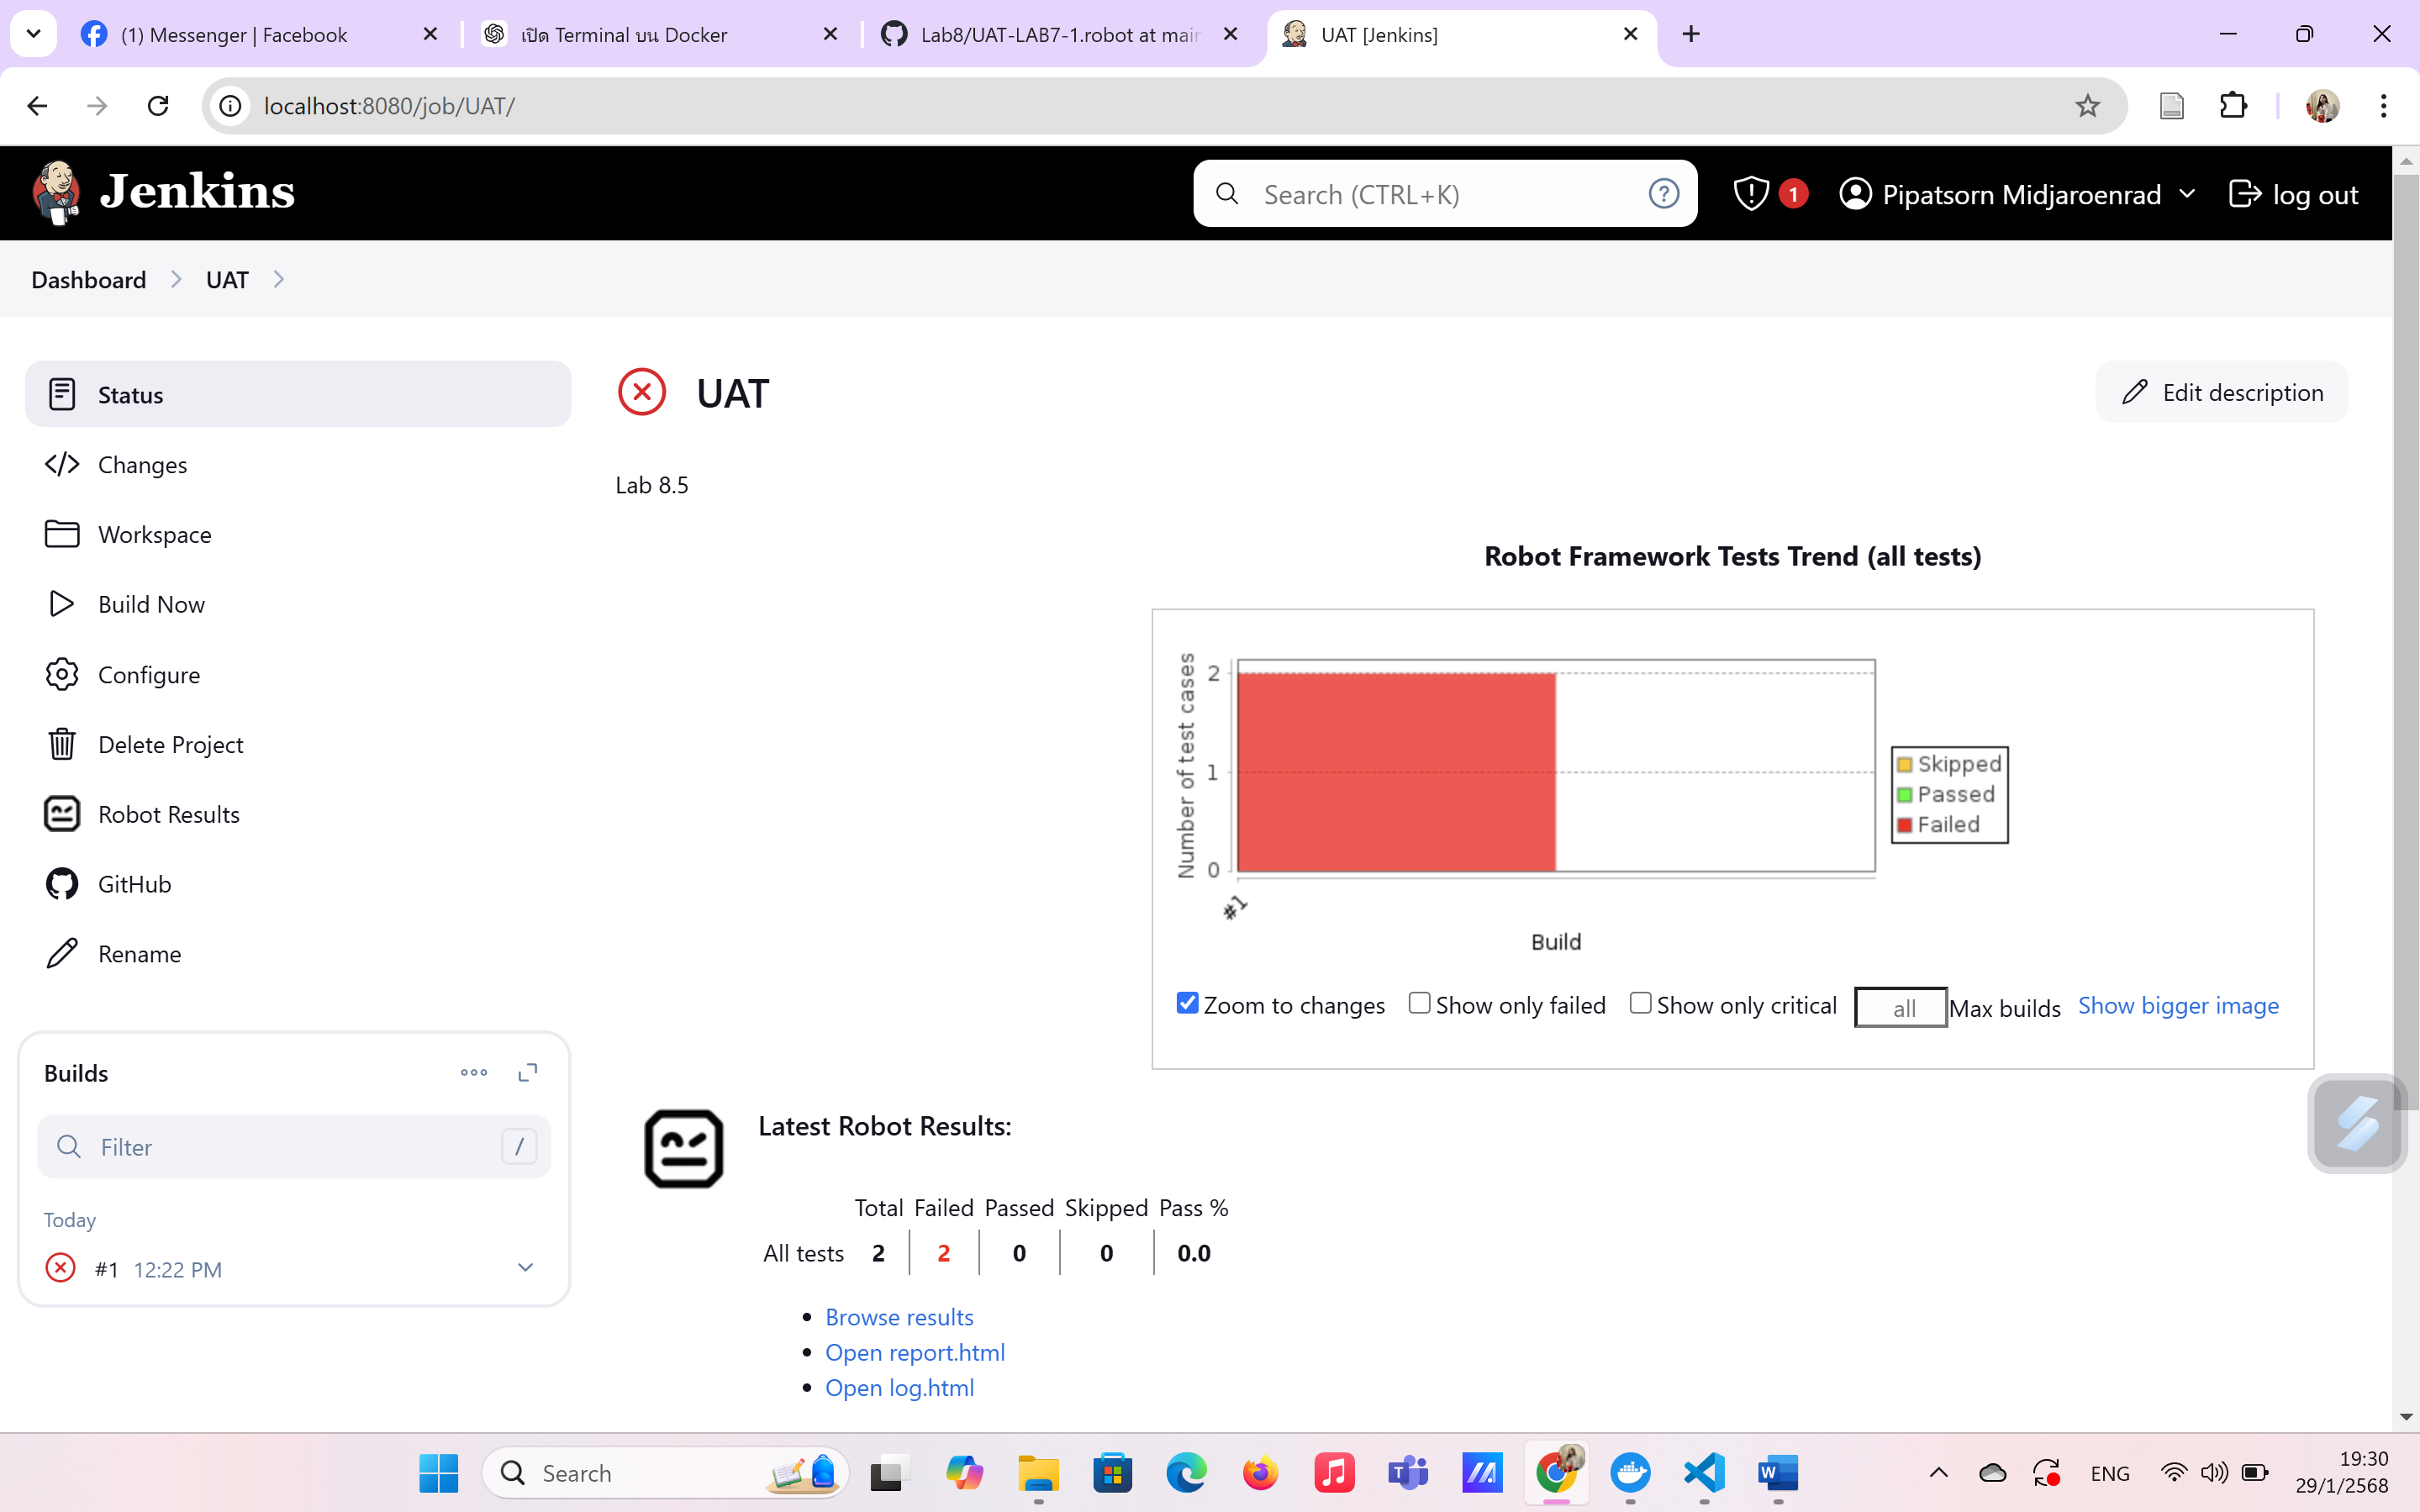 (1) Messenger | Facebook
เปิด Terminal บน Docker
Lab8/UAT-LAB7-1.robot at main
UAT [Jenkins]
localhost:8080/job/UAT/
Jenkins
Search (CTRL+K)
?
1
Pipatsorn Midjaroenrad
log out
Dashboard
UAT
Status
UAT
Edit description
Changes
Lab 8.5
Workspace
Robot Framework Tests Trend (all tests)
Build Now
Configure
Delete Project
Robot Results
GitHub
Rename
Number of test cases
2
1
0
#1
Build
Skipped
Passed
Failed
Zoom to changes
Show only failed
Show only critical
all
Max builds
Show bigger image
Builds
Filter
/
Today
#1 12:22 PM
Latest Robot Results:
Total Failed Passed Skipped Pass %
All tests 2 2 0 0 0.0
Browse results
Open report.html
Open log.html
Search
ENG
19:30
29/1/2568